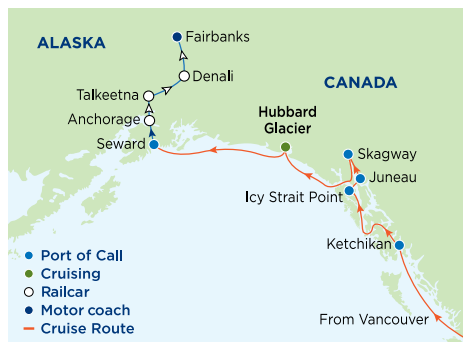 ALASKA
Fairbanks
Denali
Talkeetna
Anchorage
Seward
CANADA
Hubbard
Glacier
Skagway
Juneau
Icy Strait Point
Ketchikan
From Vancouver
Port of Call
Cruising
Railcar
Motor coach
Cruise Route